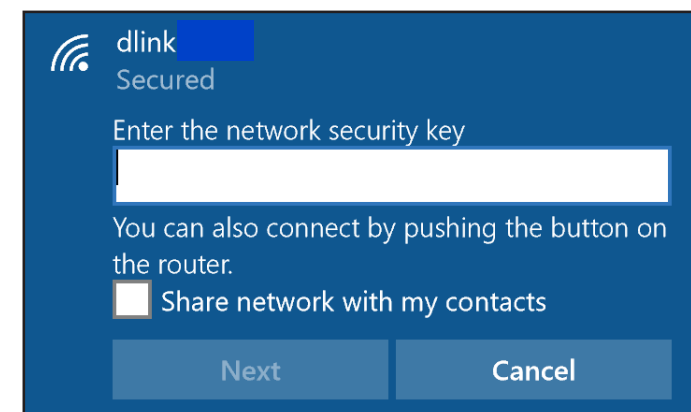 dlink
Secured
Enter the network security key
You can also connect by pushing the button on
the router.
Share network with my contacts
Next
Cancel